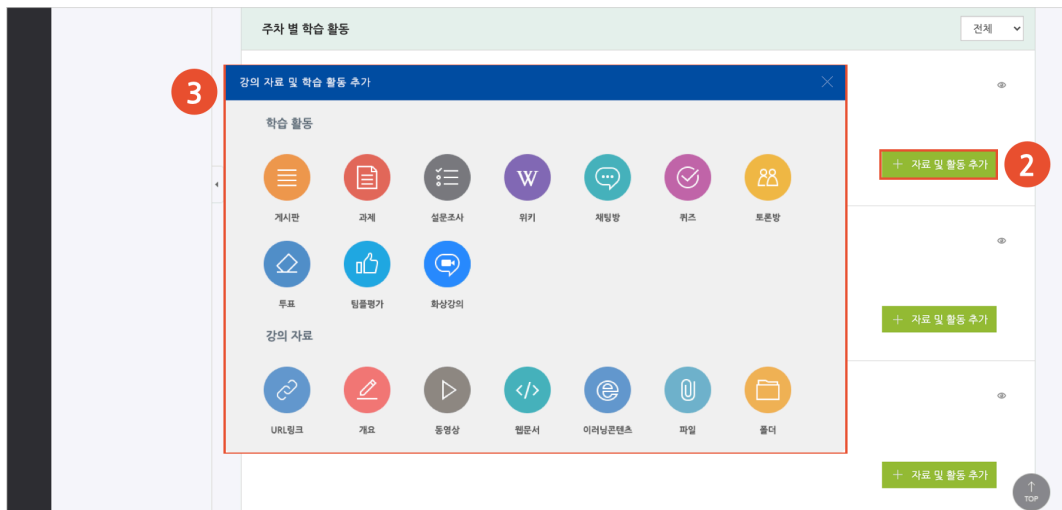 주차 별 학습 활동
전체
3
강의 자료 및 학습 활동 추가
학습 활동
+ 자료 및 활동 추가
2
W
게시판 과제 설문조사 위키 채팅방 퀴즈 토론방
투표 팀플평가 화상강의
+ 자료 및 활동 추가
강의 자료
</>
URL링크 개요 동영상 웹문서 이러닝콘텐츠 파일 폴더
+ 자료 및 활동 추가
TOP